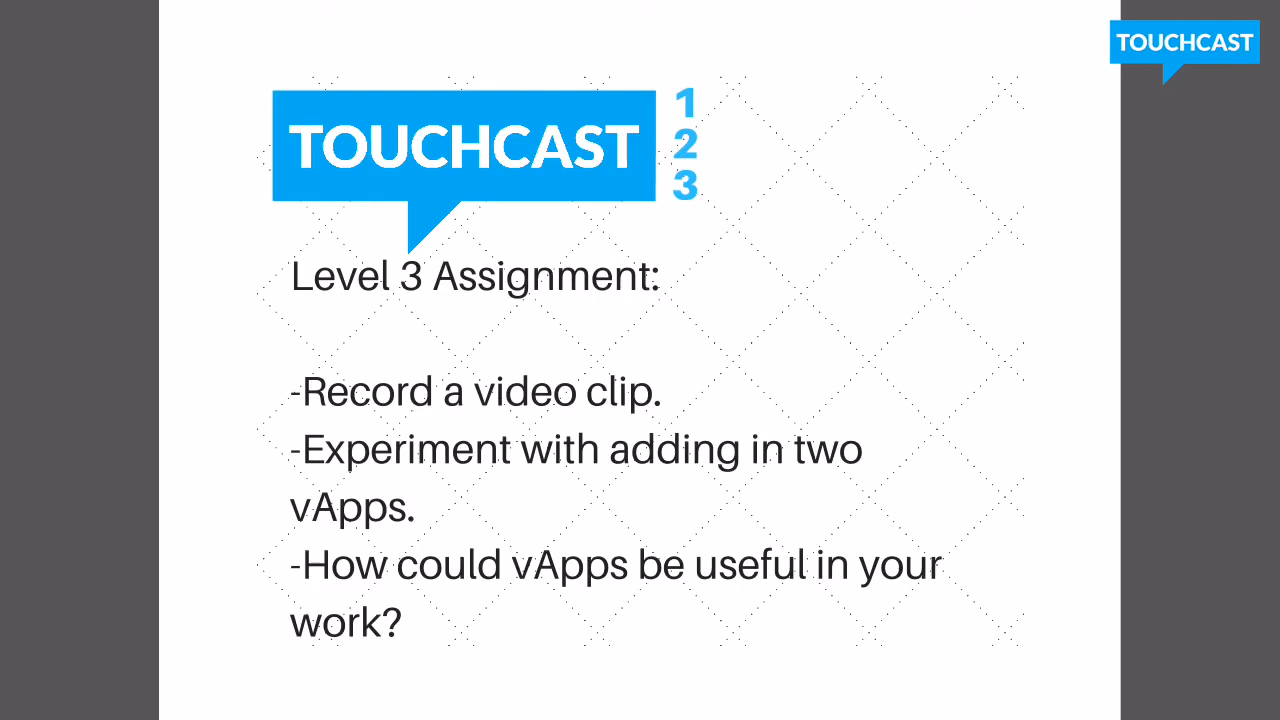 TOUCHCAST
TOUCHCAST
1
2
3
Level 3 Assignment:
-Record a video clip.
-Experiment with adding in two
vApps.
-How could vApps be useful in your
work?